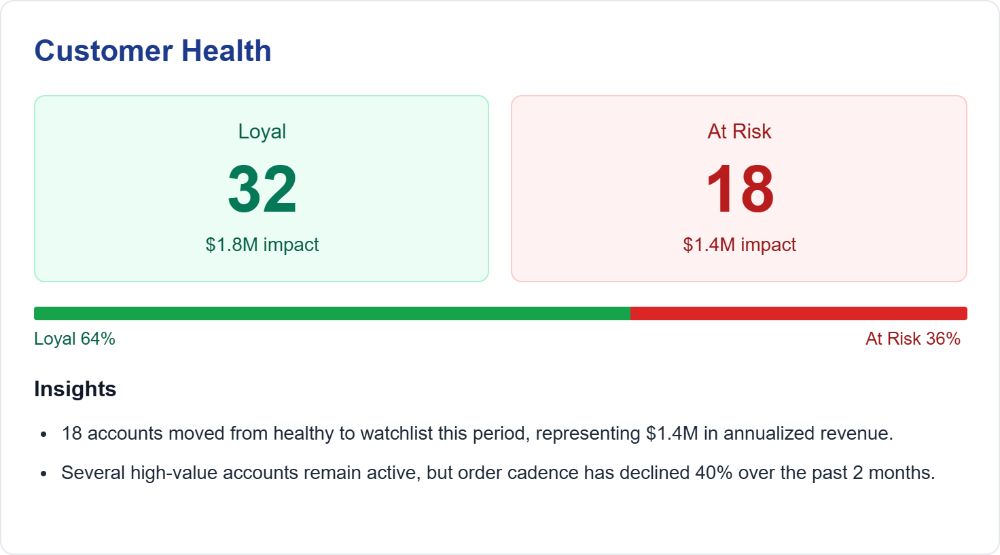 Customer Health
Loyal
32
$1.8M impact
At Risk
18
$1.4M impact
Loyal 64%
At Risk 36%
Insights
• 18 accounts moved from healthy to watchlist this period, representing $1.4M in annualized revenue.
• Several high-value accounts remain active, but order cadence has declined 40% over the past 2 months.